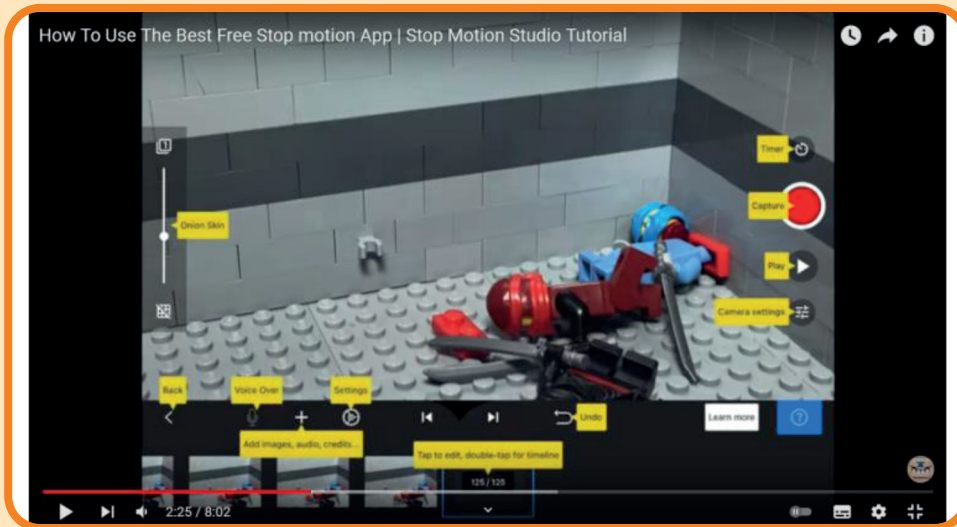 How To Use The Best Free Stop motion App | Stop Motion Studio Tutorial
Timer
Capture
Onion Skin
Play
Camera settings
Back
Voice Over
Settings
Undo
Learn more
?
Add images, audio, credits...
Tap to edit, double-tap for timeline
125 / 125
2:25 / 8:02